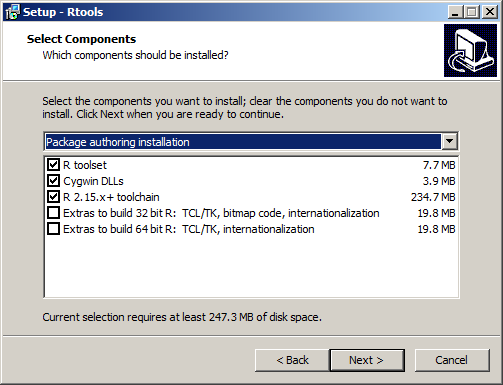 Setup - Rtools
Select Components
Which components should be installed?
Select the components you want to install; clear the components you do not want to
install. Click Next when you are ready to continue.
Package authoring installation
R toolset 7.7 MB
Cygwin DLLs 3.9 MB
R 2.15.x+ toolchain 234.7 MB
Extras to build 32 bit R: TCL/TK, bitmap code, internationalization 19.8 MB
Extras to build 64 bit R: TCL/TK, internationalization 19.8 MB
Current selection requires at least 247.3 MB of disk space.
< Back Next > Cancel